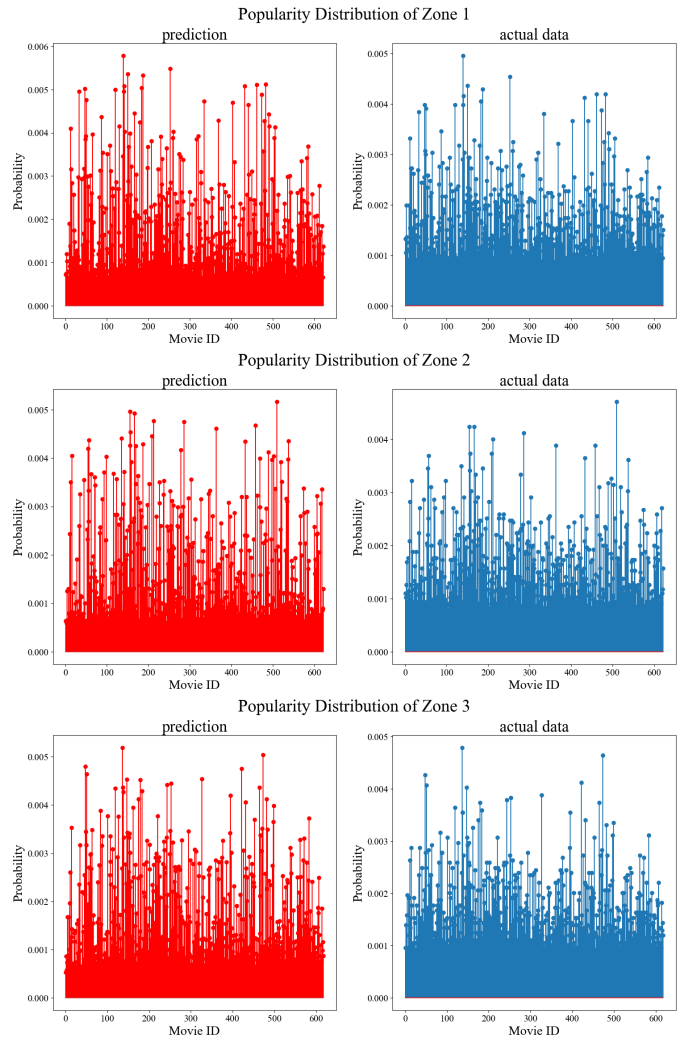 Popularity Distribution of Zone 1
prediction
actual data
0.006
0.005
0.004
0.003
0.002
0.001
0.000
Probability
0 100 200 300 400 500 600
Movie ID
0.005
0.004
0.003
0.002
0.001
0.000
Probability
0 100 200 300 400 500 600
Movie ID
Popularity Distribution of Zone 2
prediction
actual data
0.005
0.004
0.003
0.002
0.001
0.000
Probability
0 100 200 300 400 500 600
Movie ID
0.004
0.003
0.002
0.001
0.000
Probability
0 100 200 300 400 500 600
Movie ID
Popularity Distribution of Zone 3
prediction
actual data
0.005
0.004
0.003
0.002
0.001
0.000
Probability
0 100 200 300 400 500 600
Movie ID
0.005
0.004
0.003
0.002
0.001
0.000
Probability
0 100 200 300 400 500 600
Movie ID